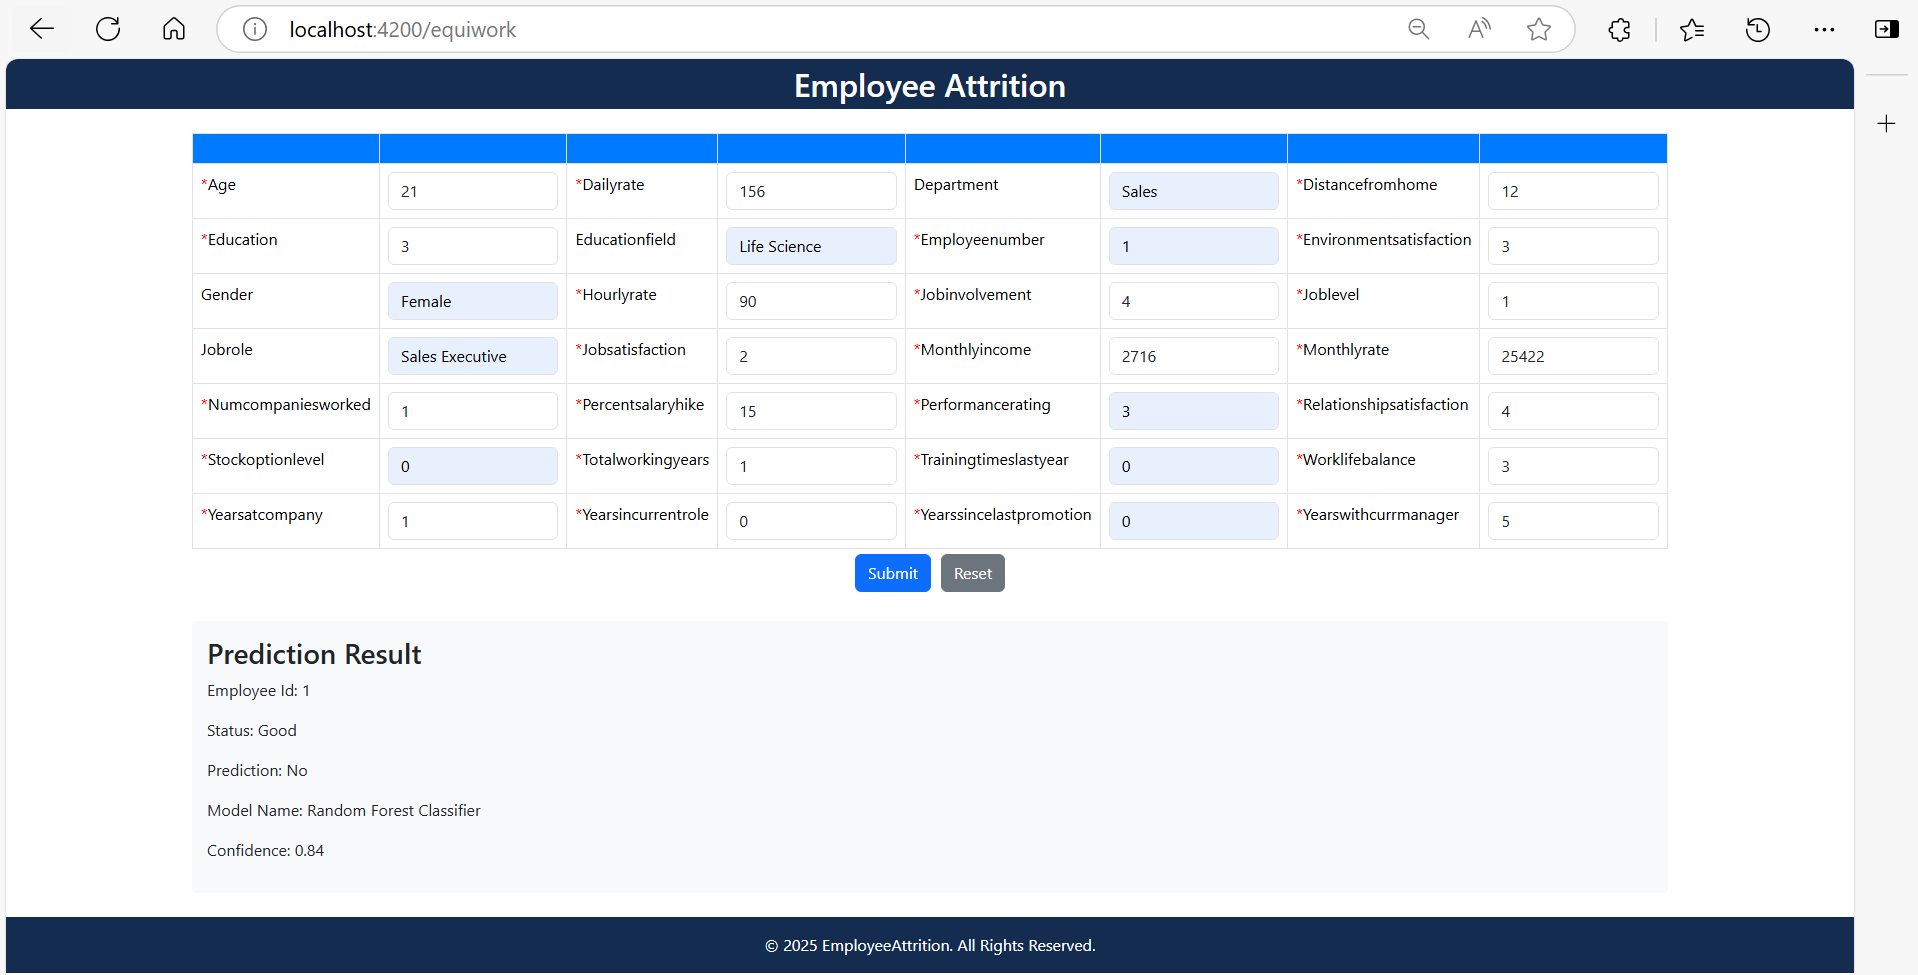 localhost:4200/equiwork
Employee Attrition
*Age 21 *Dailyrate 156 Department Sales *Distancefromhome 12
*Education 3 Educationfield Life Science *Employeenumber 1 *Environmentsatisfaction 3
Gender Female *Hourlyrate 90 *Jobinvolvement 4 *Joblevel 1
Jobrole Sales Executive *Jobsatisfaction 2 *Monthlyincome 2716 *Monthlyrate 25422
*Numcompaniesworked 1 *Percentsalaryhike 15 *Performancerating 3 *Relationshipsatisfaction 4
*Stockoptionlevel 0 *Totalworkingyears 1 *Trainingtimeslastyear 0 *Worklifebalance 3
*Yearsatcompany 1 *Yearsincurrentrole 0 *Yearssincelastpromotion 0 *Yearswithcurrmanager 5
Submit Reset
Prediction Result
Employee Id: 1
Status: Good
Prediction: No
Model Name: Random Forest Classifier
Confidence: 0.84
© 2025 EmployeeAttrition. All Rights Reserved.